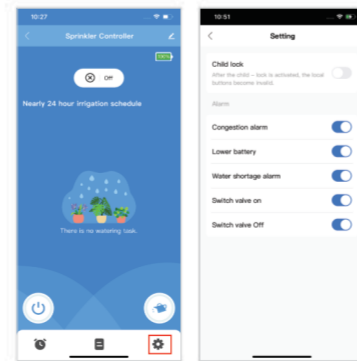 10:27
Sprinkler Controller
100%
Off
Nearly 24 hour irrigation schedule
There is no watering task.
10:51
Setting
Child lock
After the child - lock is activated, the local
buttons become invalid.
Alarm
Congestion alarm
Lower battery
Water shortage alarm
Switch valve on
Switch valve Off